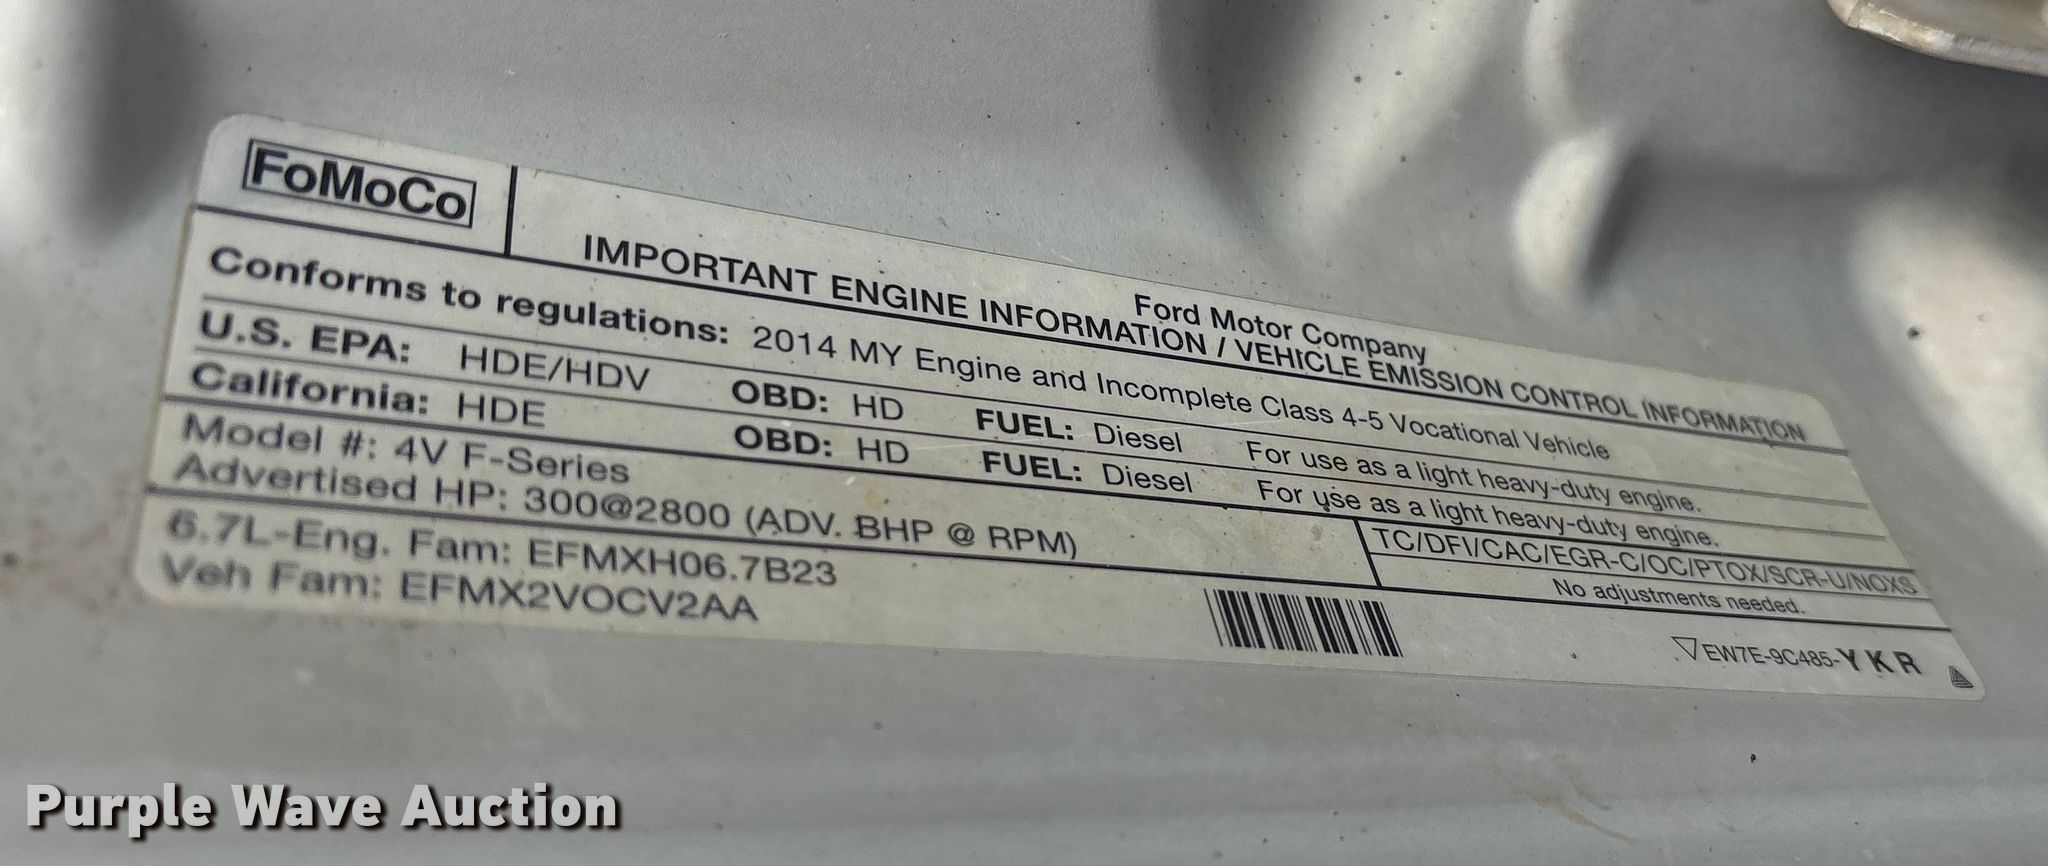 FoMoCo
Ford Motor Company
IMPORTANT ENGINE INFORMATION / VEHICLE EMISSION CONTROL INFORMATION
Conforms to regulations: 2014 MY Engine and Incomplete Class 4-5 Vocational Vehicle
U.S. EPA: HDE/HDV OBD: HD FUEL: Diesel For use as a light heavy-duty engine.
California: HDE OBD: HD FUEL: Diesel For use as a light heavy-duty engine.
Model #: 4V F-Series
Advertised HP: 300@2800 (ADV. BHP @ RPM)
TC/DFI/CAC/EGR-C/OC/PTOX/SCR-U/NOXS
No adjustments needed.
6.7L-Eng. Fam: EFMXH06.7B23
Veh Fam: EFMX2VOCV2AA
EW7E-9C485-YKR
Purple Wave Auction